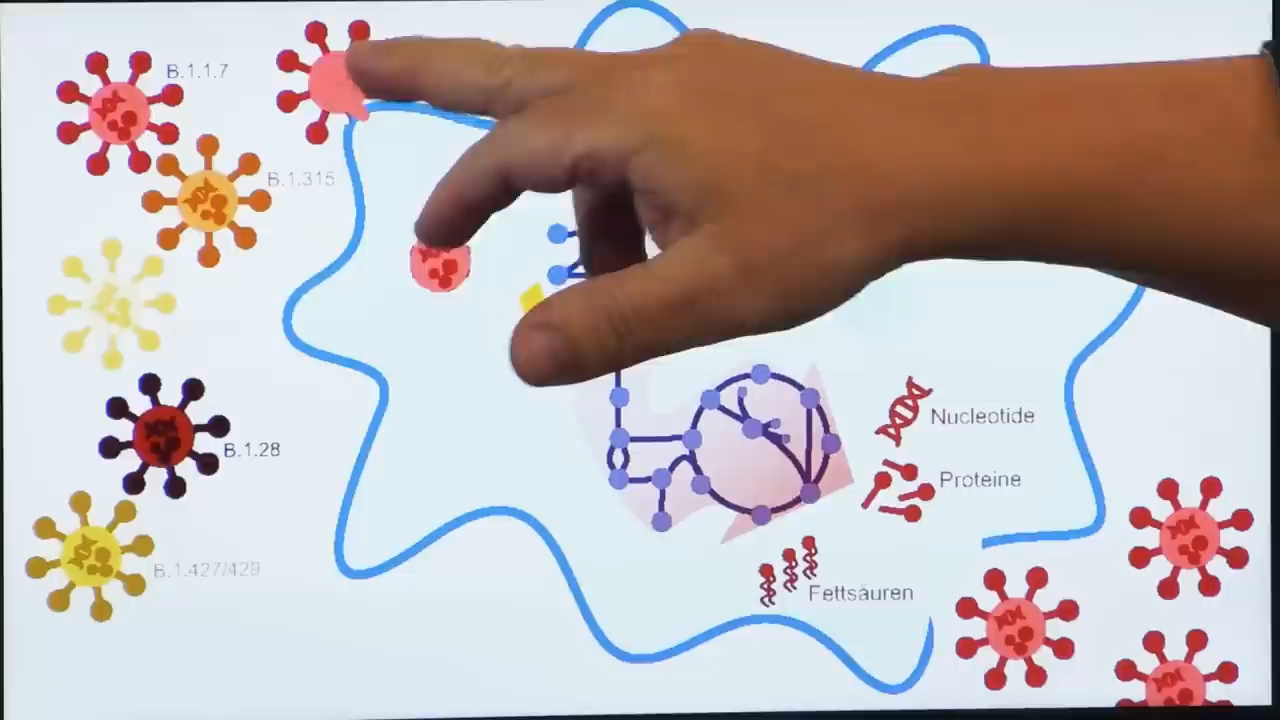 B.1.1.7
B.1.315
B.1.28
B.1.427/429
Nucleotide
Proteine
Fettsäuren